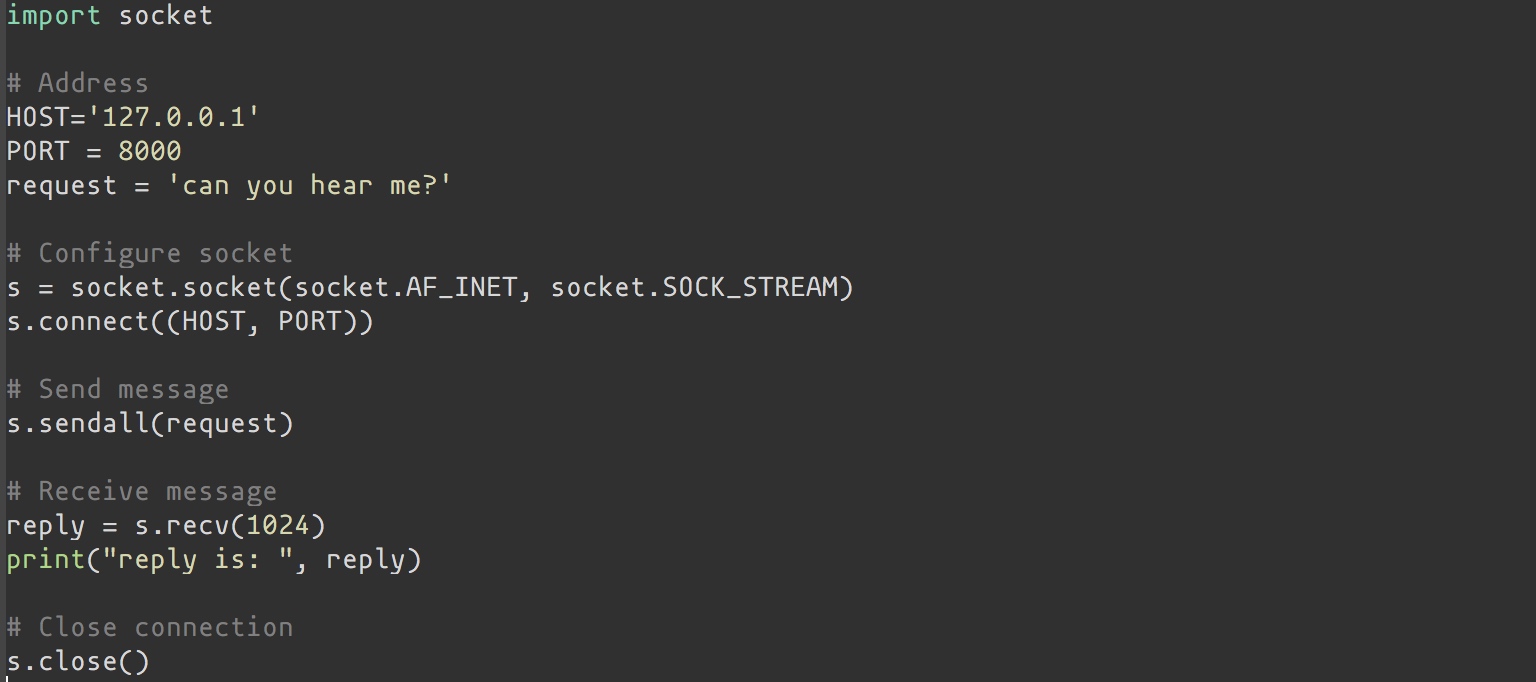 import socket
# Address
HOST='127.0.0.1'
PORT = 8000
request = 'can you hear me?'
# Configure socket
s = socket.socket(socket.AF_INET, socket.SOCK_STREAM)
s.connect((HOST, PORT))
# Send message
s.sendall(request)
# Receive message
reply = s.recv(1024)
print("reply is: ", reply)
# Close connection
s.close()